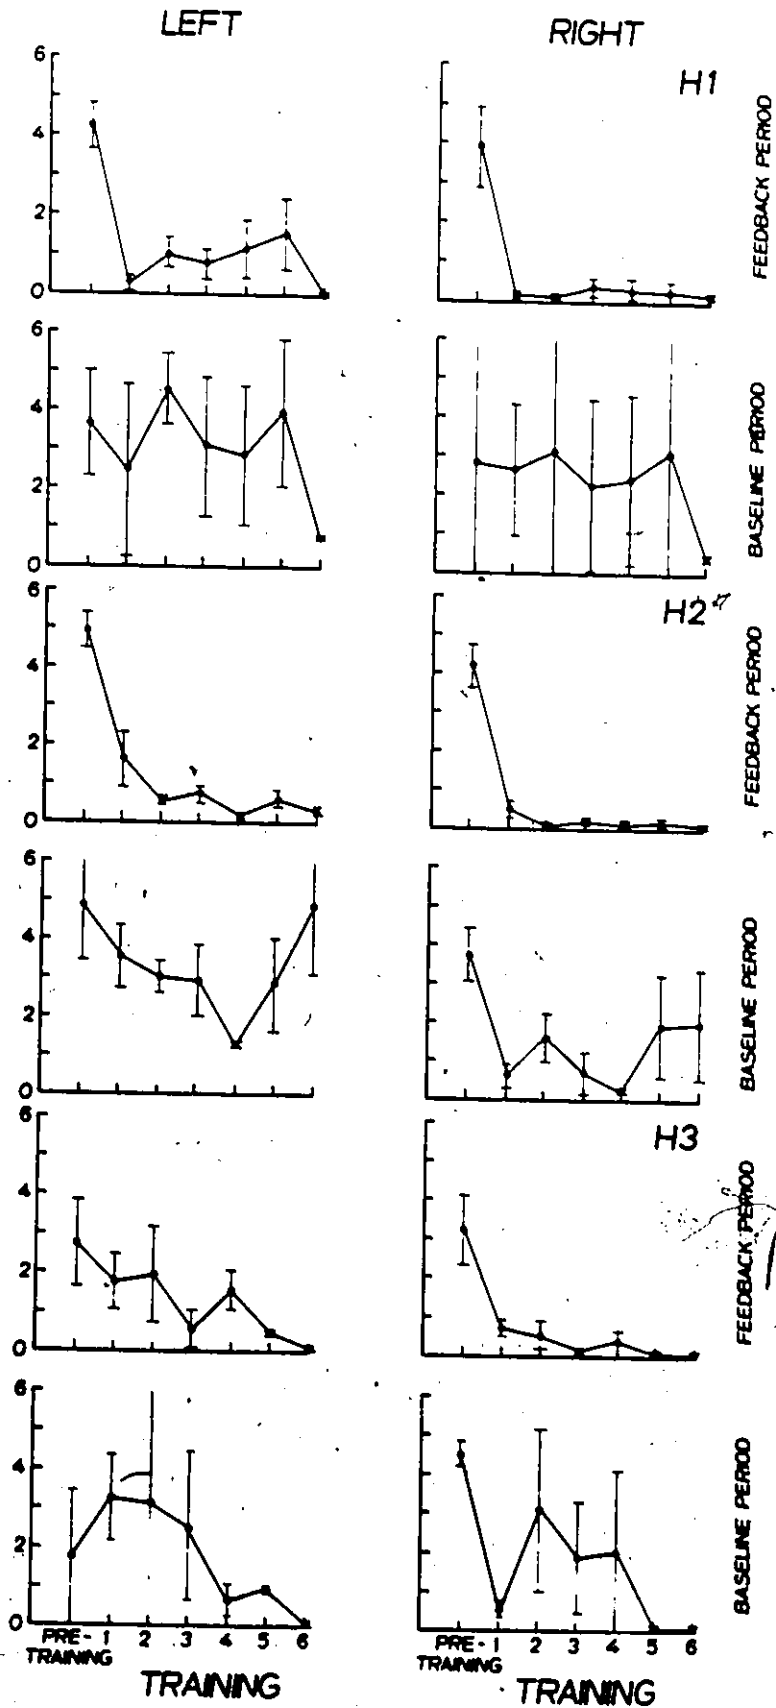 LEFT
RIGHT
H1
6
4
2
0
FEEDBACK PERIOD
6
4
2
0
BASELINE PERIOD
H2
6
4
2
0
FEEDBACK PERIOD
6
4
2
0
BASELINE PERIOD
H3
6
4
2
0
FEEDBACK PERIOD
6
4
2
0
BASELINE PERIOD
PRE- 1 2 3 4 5 6
TRAINING
PRE- 1 2 3 4 5 6
TRAINING
TRAINING
TRAINING